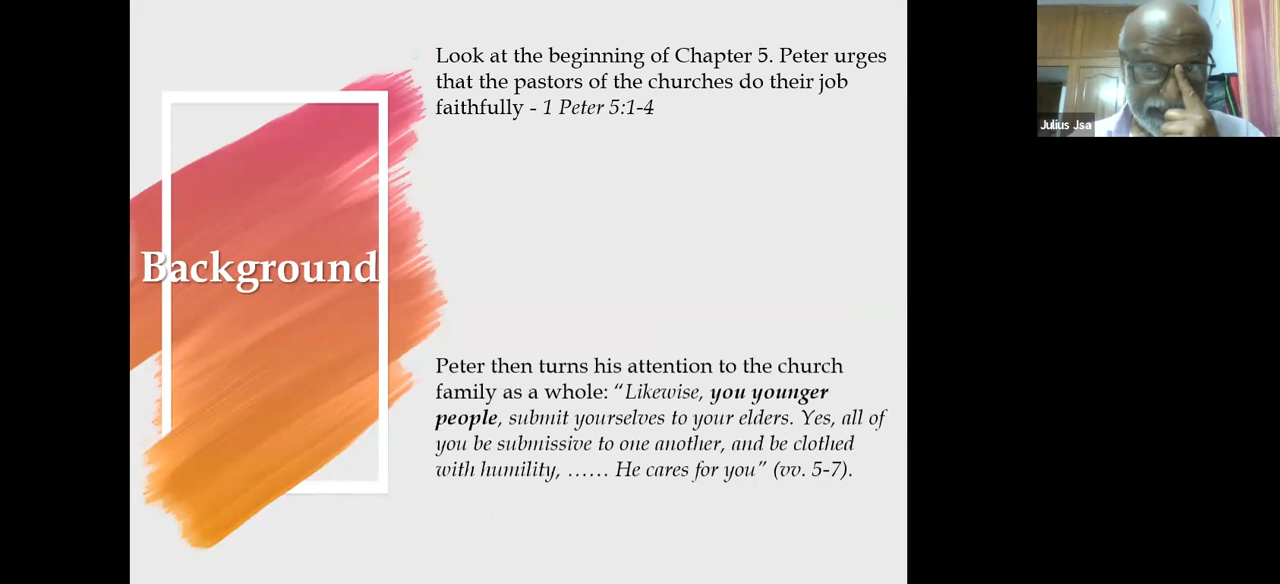 Look at the beginning of Chapter 5. Peter urges
that the pastors of the churches do their job
faithfully - 1 Peter 5:1-4
Julius Jsa
Background
Peter then turns his attention to the church
family as a whole: “Likewise, you younger
people, submit yourselves to your elders. Yes, all of
you be submissive to one another, and be clothed
with humility, …… He cares for you” (vv. 5-7).